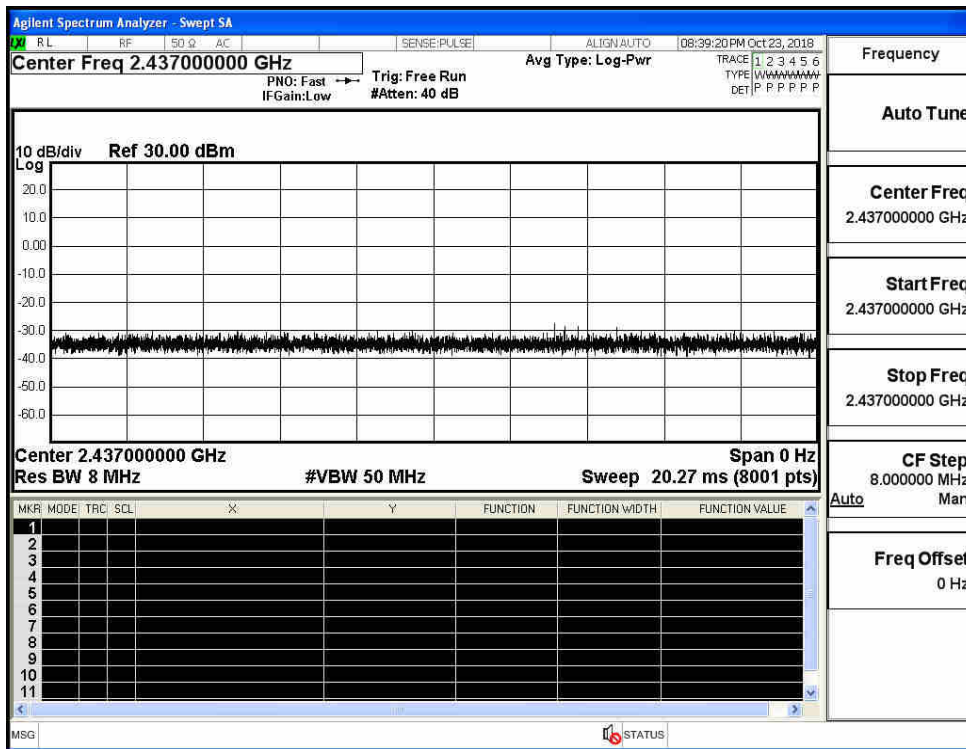 Agilent Spectrum Analyzer - Swept SA
LXI RL RF 50 Ω AC SENSE:PULSE ALIGN AUTO 08:39:20 PM Oct 23, 2018
Center Freq 2.437000000 GHz
PNO: Fast
IFGain:Low
Trig: Free Run
#Atten: 40 dB
Avg Type: Log-Pwr
TRACE 1 2 3 4 5 6
TYPE WWWWWW
DET P P P P P P
10 dB/div Ref 30.00 dBm
Log
20.0
10.0
0.00
-10.0
-20.0
-30.0
-40.0
-50.0
-60.0
Center 2.437000000 GHz Span 0 Hz
Res BW 8 MHz #VBW 50 MHz Sweep 20.27 ms (8001 pts)
MKR MODE TRC SCL X Y FUNCTION FUNCTION WIDTH FUNCTION VALUE
1
2
3
4
5
6
7
8
9
10
11
MSG STATUS
Frequency
Auto Tune
Center Freq
2.437000000 GHz
Start Freq
2.437000000 GHz
Stop Freq
2.437000000 GHz
CF Step
8.000000 MHz
Auto Man
Freq Offset
0 Hz